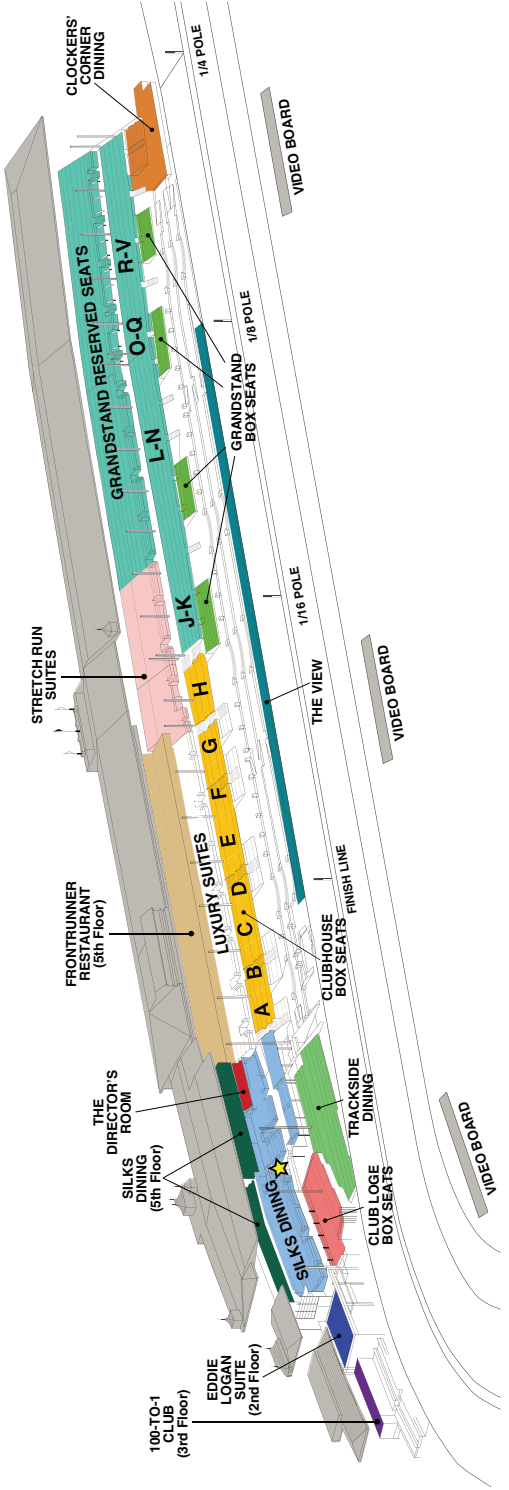 CLOCKERS'
CORNER
DINING
1/4 POLE
VIDEO BOARD
GRANDSTAND RESERVED SEATS
R-V
O-Q
L-N
J-K
1/8 POLE
GRANDSTAND
BOX SEATS
1/16 POLE
STRETCH RUN
SUITES
THE VIEW
VIDEO BOARD
H
G
F
E
D
C
B
A
LUXURY SUITES
FRONTRUNNER
RESTAURANT
(5th Floor)
CLUBHOUSE
BOX SEATS
FINISH LINE
THE
DIRECTOR'S
ROOM
SILKS
DINING
(5th Floor)
TRACKSIDE
DINING
SILKS DINING
CLUB LOGE
BOX SEATS
VIDEO BOARD
EDDIE
LOGAN
SUITE
(2nd Floor)
100-TO-1
CLUB
(3rd Floor)